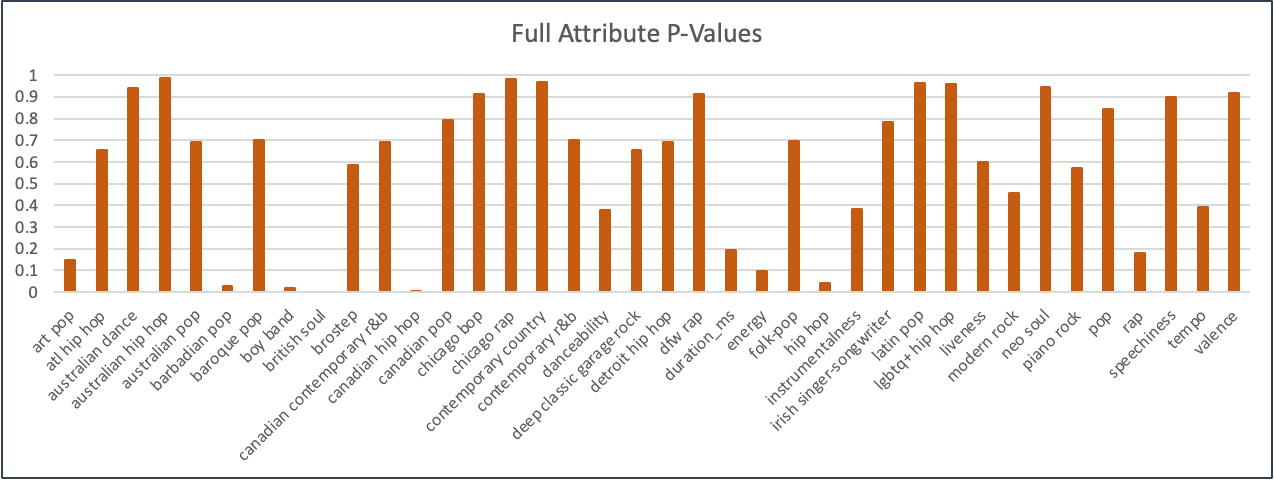 Full Attribute P-Values
1
0.9
0.8
0.7
0.6
0.5
0.4
0.3
0.2
0.1
0
art pop
atl hip hop
australian dance
australian hip hop
australian pop
barbadian pop
baroque pop
boy band
british soul
brostep
canadian contemporary r&b
canadian hip hop
canadian pop
chicago bop
chicago rap
contemporary country
contemporary r&b
danceability
deep classic garage rock
detroit hip hop
dfw rap
duration_ms
energy
folk-pop
hip hop
instrumentalness
irish singer-songwriter
latin pop
lgbtq+ hip hop
liveness
modern rock
neo soul
piano rock
pop
rap
speechiness
tempo
valence